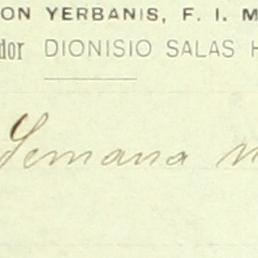 ON YERBANIS, F. I. M
dor DIONISIO SALAS H
Semana